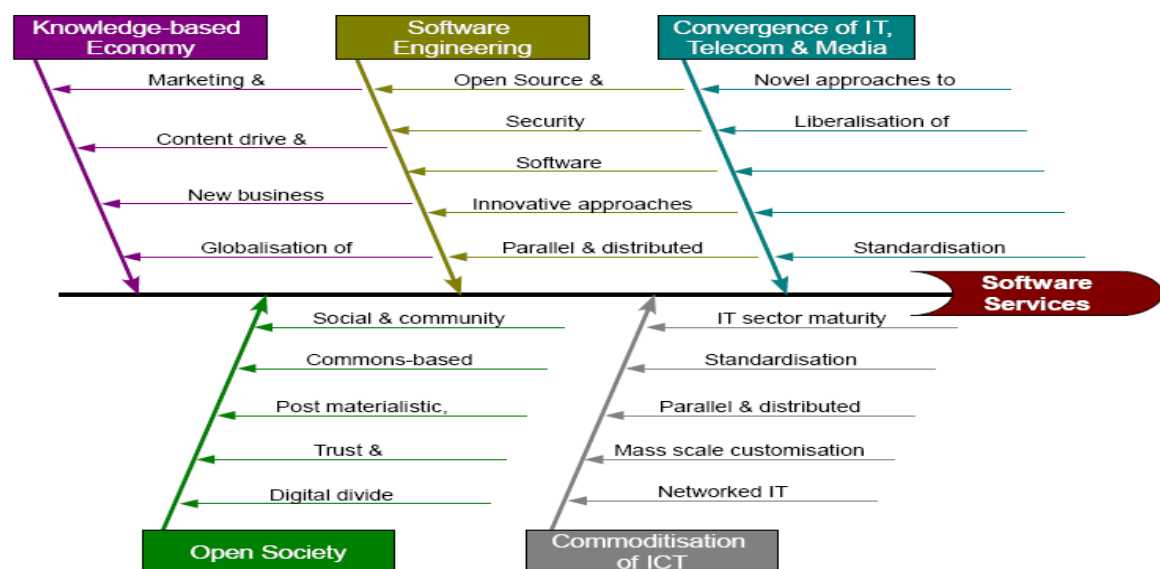 Knowledge-based
Economy
Software
Engineering
Convergence of IT,
Telecom & Media
Marketing &
Content drive &
New business
Globalisation of
Open Source &
Security
Software
Innovative approaches
Parallel & distributed
Novel approaches to
Liberalisation of
Standardisation
Software
Services
Social & community
Commons-based
Post materialistic,
Trust &
Digital divide
IT sector maturity
Standardisation
Parallel & distributed
Mass scale customisation
Networked IT
Open Society
Commoditisation
of ICT